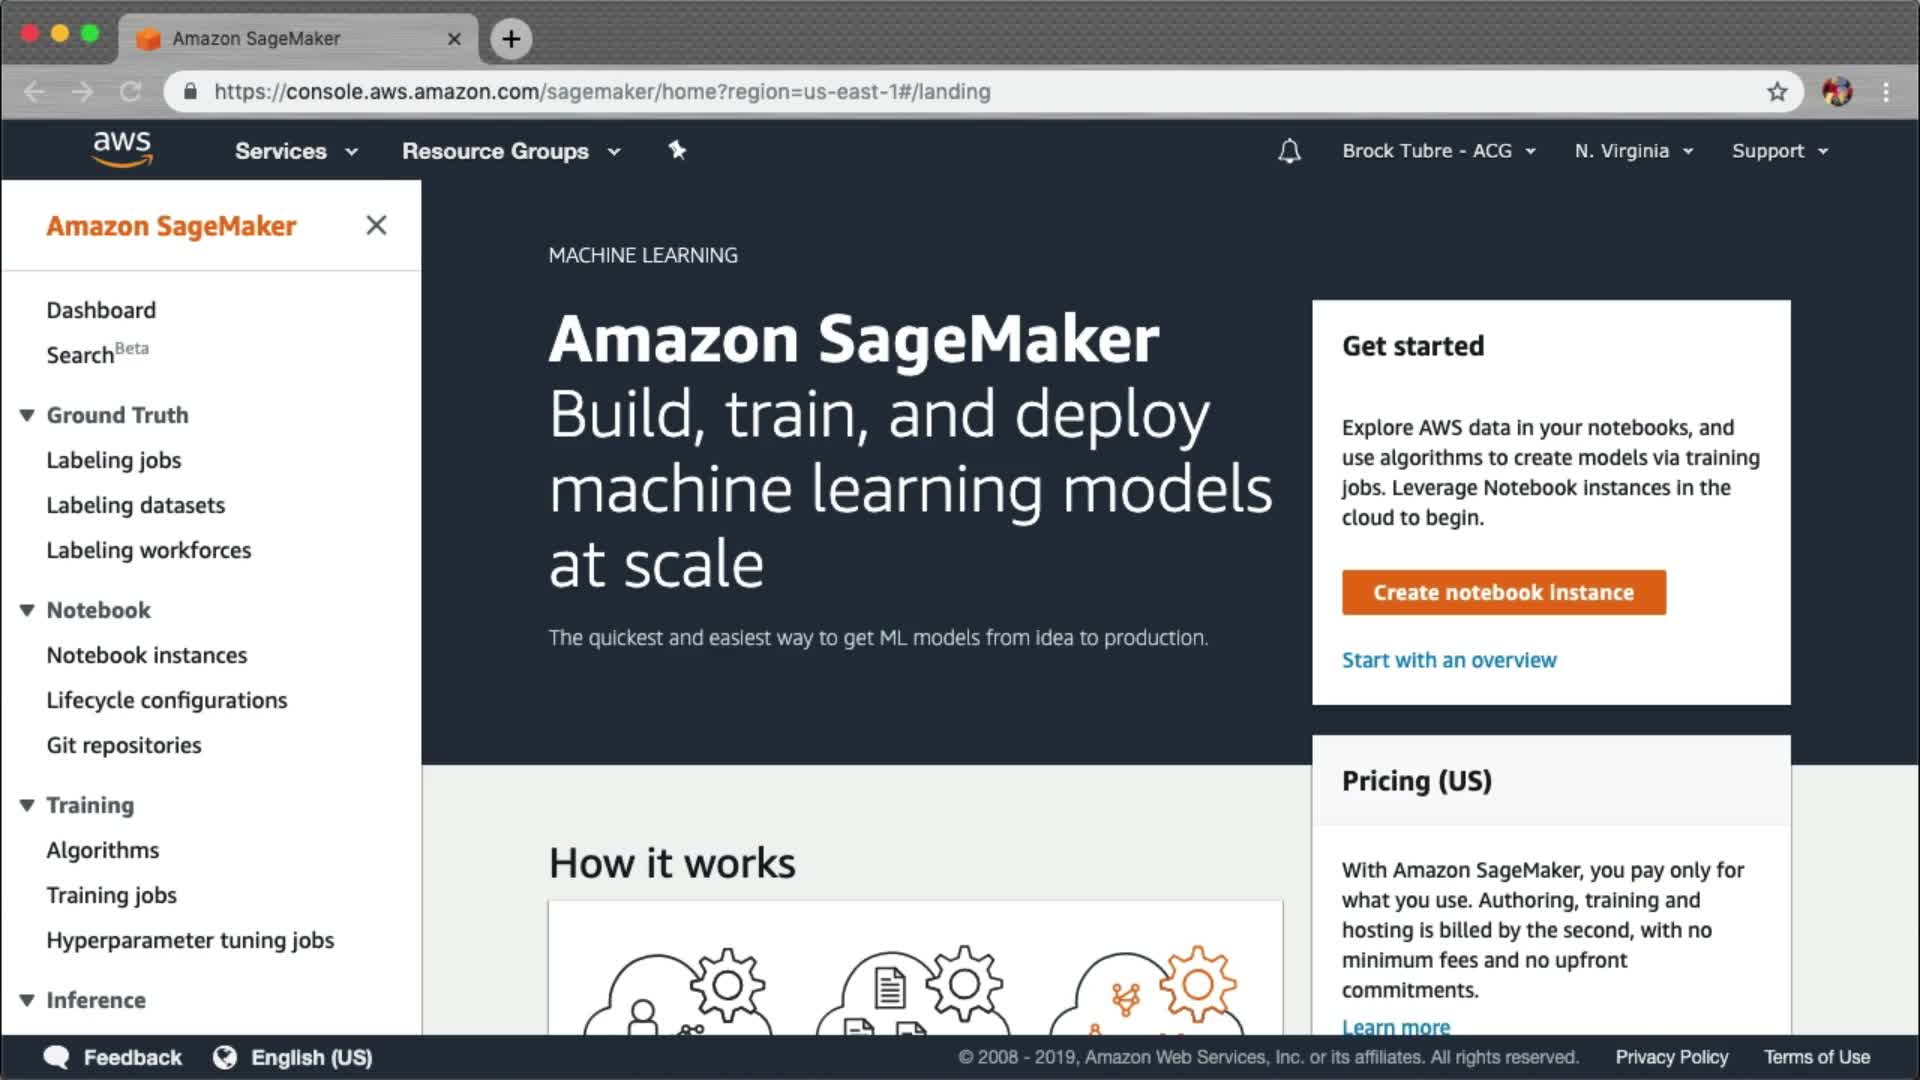 Amazon SageMaker
https://console.aws.amazon.com/sagemaker/home?region=us-east-1#/landing
aws
Services
Resource Groups
Brock Tubre - ACG
N. Virginia
Support
Amazon SageMaker
Dashboard
Search Beta
Ground Truth
Labeling jobs
Labeling datasets
Labeling workforces
Notebook
Notebook instances
Lifecycle configurations
Git repositories
Training
Algorithms
Training jobs
Hyperparameter tuning jobs
Inference
MACHINE LEARNING
Amazon SageMaker
Build, train, and deploy
machine learning models
at scale
The quickest and easiest way to get ML models from idea to production.
How it works
Get started
Explore AWS data in your notebooks, and
use algorithms to create models via training
jobs. Leverage Notebook instances in the
cloud to begin.
Create notebook instance
Start with an overview
Pricing (US)
With Amazon SageMaker, you pay only for
what you use. Authoring, training and
hosting is billed by the second, with no
minimum fees and no upfront
commitments.
Learn more
Feedback
English (US)
© 2008 - 2019, Amazon Web Services, Inc. or its affiliates. All rights reserved.
Privacy Policy
Terms of Use